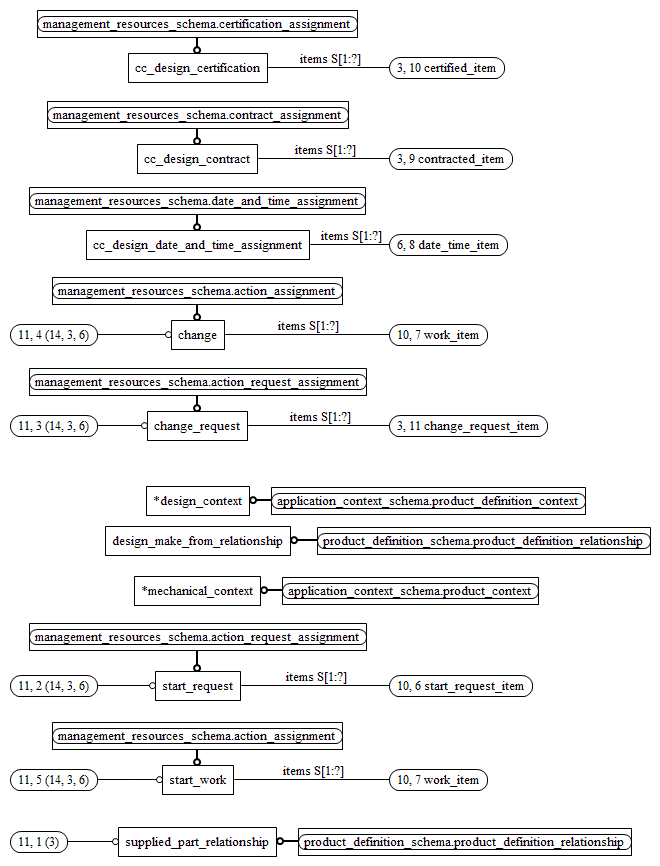 management_resources_schema.certification_assignment
cc_design_certification
items S[1:?]
3, 10 certified_item
management_resources_schema.contract_assignment
cc_design_contract
items S[1:?]
3, 9 contracted_item
management_resources_schema.date_and_time_assignment
cc_design_date_and_time_assignment
items S[1:?]
6, 8 date_time_item
management_resources_schema.action_assignment
11, 4 (14, 3, 6)
change
items S[1:?]
10, 7 work_item
management_resources_schema.action_request_assignment
11, 3 (14, 3, 6)
change_request
items S[1:?]
3, 11 change_request_item
*design_context
application_context_schema.product_definition_context
design_make_from_relationship
product_definition_schema.product_definition_relationship
*mechanical_context
application_context_schema.product_context
management_resources_schema.action_request_assignment
11, 2 (14, 3, 6)
start_request
items S[1:?]
10, 6 start_request_item
management_resources_schema.action_assignment
11, 5 (14, 3, 6)
start_work
items S[1:?]
10, 7 work_item
11, 1 (3)
supplied_part_relationship
product_definition_schema.product_definition_relationship